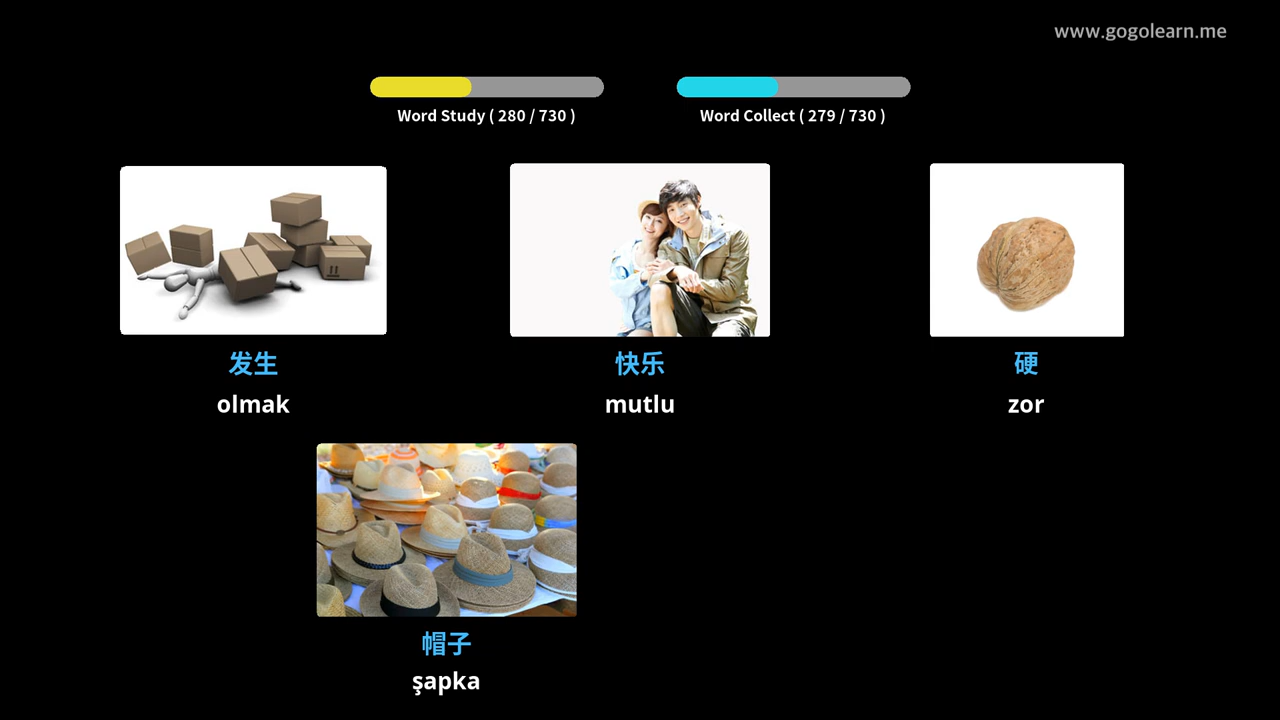 www.gogolearn.me
Word Study ( 280 / 730 )
Word Collect ( 279 / 730 )
发生
olmak
快乐
mutlu
硬
zor
帽子
şapka